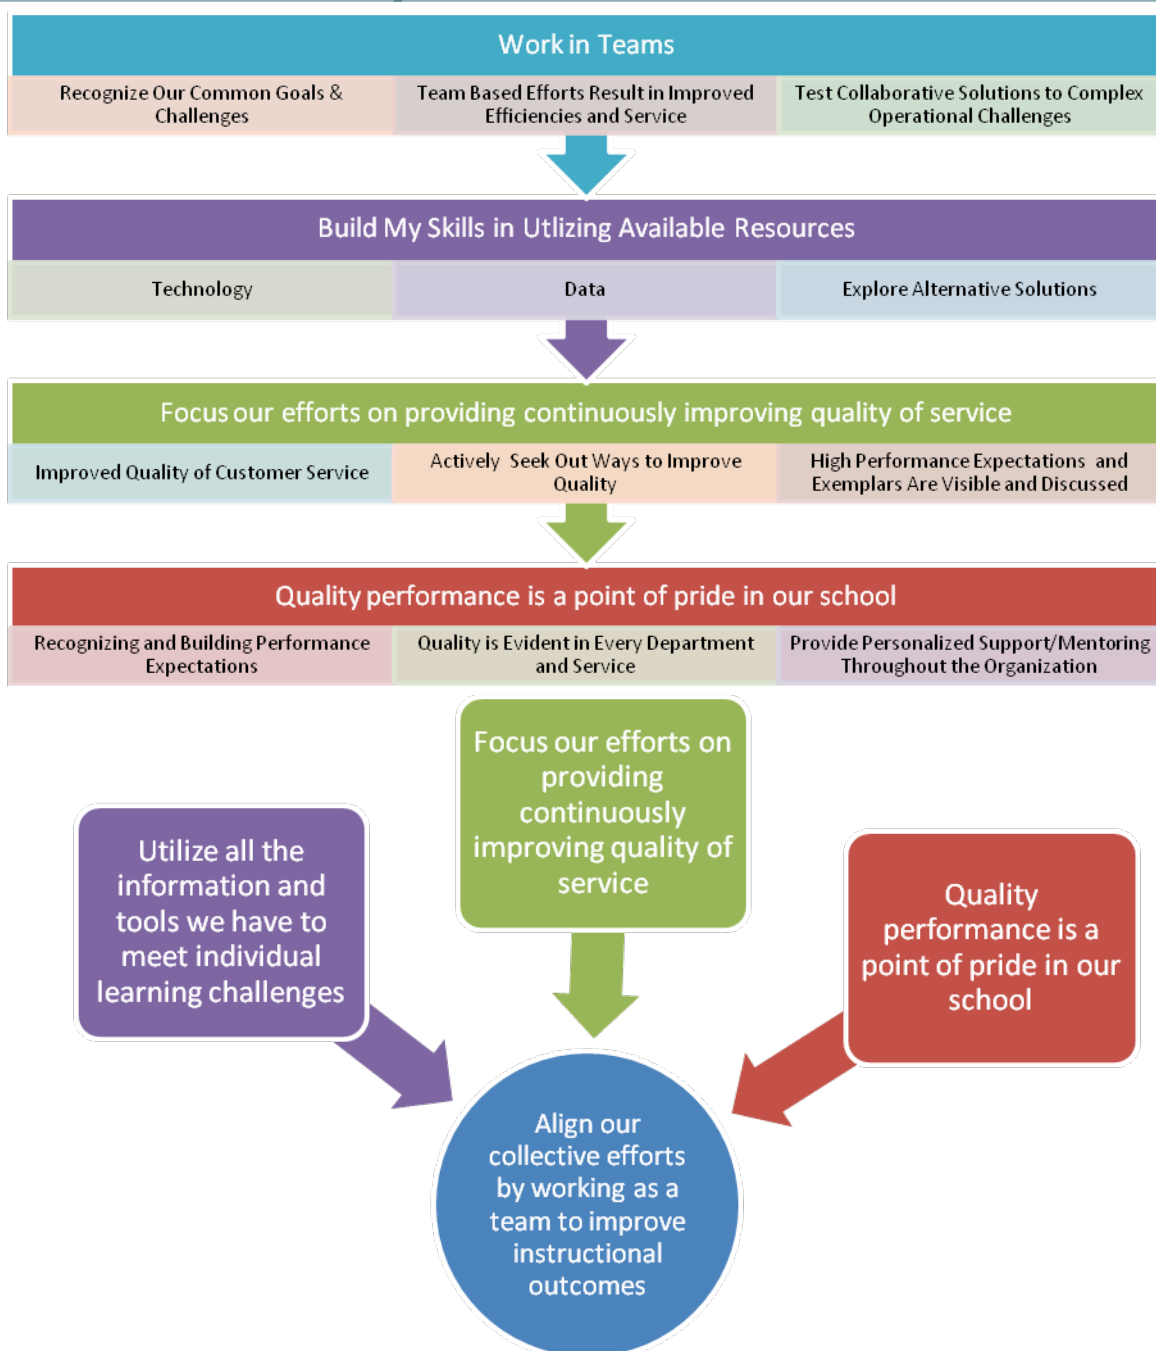 Work in Teams
Recognize Our Common Goals &
Challenges
Team Based Efforts Result in Improved
Efficiencies and Service
Test Collaborative Solutions to Complex
Operational Challenges
Build My Skills in Utlizing Available Resources
Technology
Data
Explore Alternative Solutions
Focus our efforts on providing continuously improving quality of service
Improved Quality of Customer Service
Actively Seek Out Ways to Improve
Quality
High Performance Expectations and
Exemplars Are Visible and Discussed
Quality performance is a point of pride in our school
Recognizing and Building Performance
Expectations
Quality is Evident in Every Department
and Service
Provide Personalized Support/Mentoring
Throughout the Organization
Focus our efforts on
providing
continuously
improving quality of
service
Utilize all the
information and
tools we have to
meet individual
learning challenges
Quality
performance is a
point of pride in our
school
Align our
collective efforts
by working as a
team to improve
instructional
outcomes